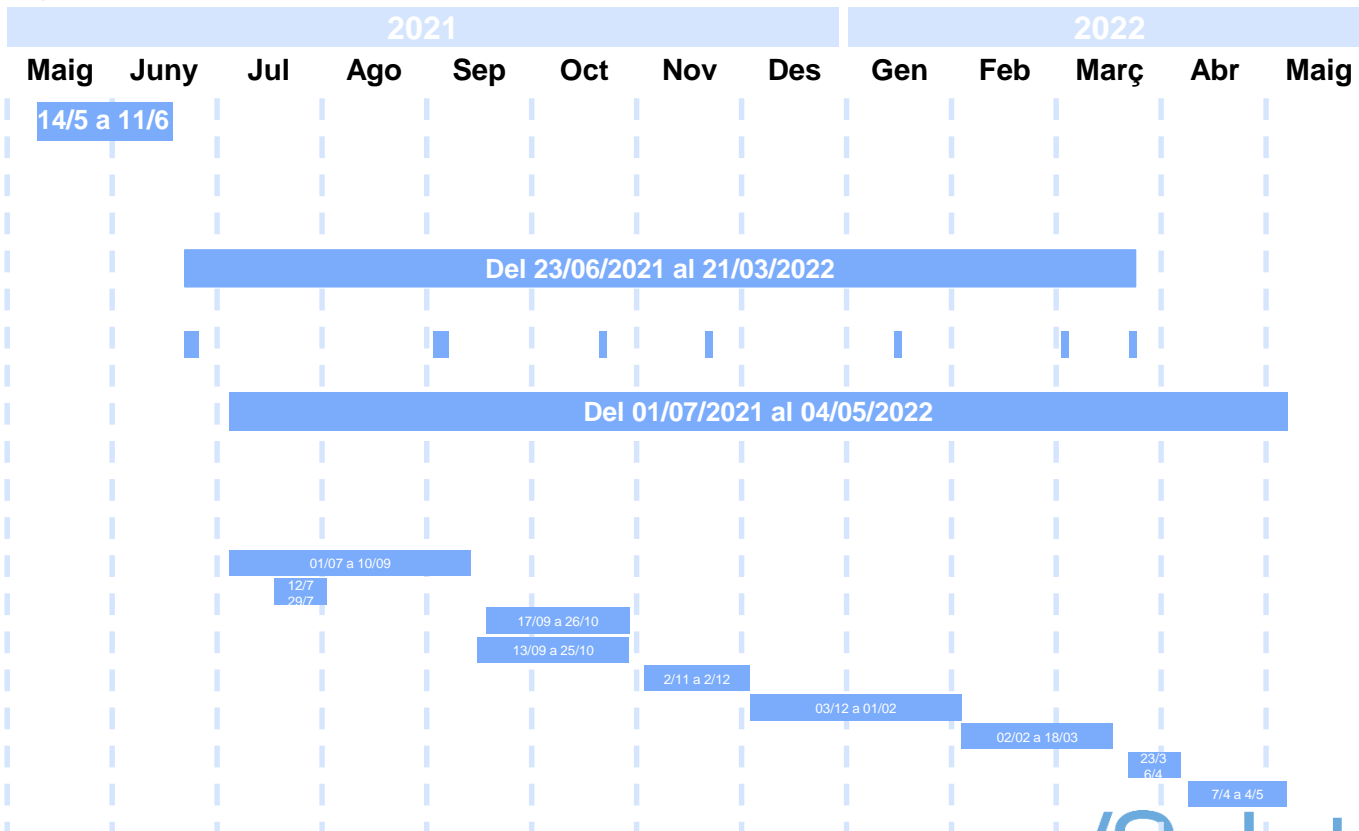 2021 2022
Maig Juny Jul Ago Sep Oct Nov Des Gen Feb Març Abr Maig
14/5 a 11/6
Del 23/06/2021 al 21/03/2022
Del 01/07/2021 al 04/05/2022
01/07 a 10/09
12/7
29/7
17/09 a 26/10
13/09 a 25/10
2/11 a 2/12
03/12 a 01/02
02/02 a 18/03
23/3
6/4
7/4 a 4/5